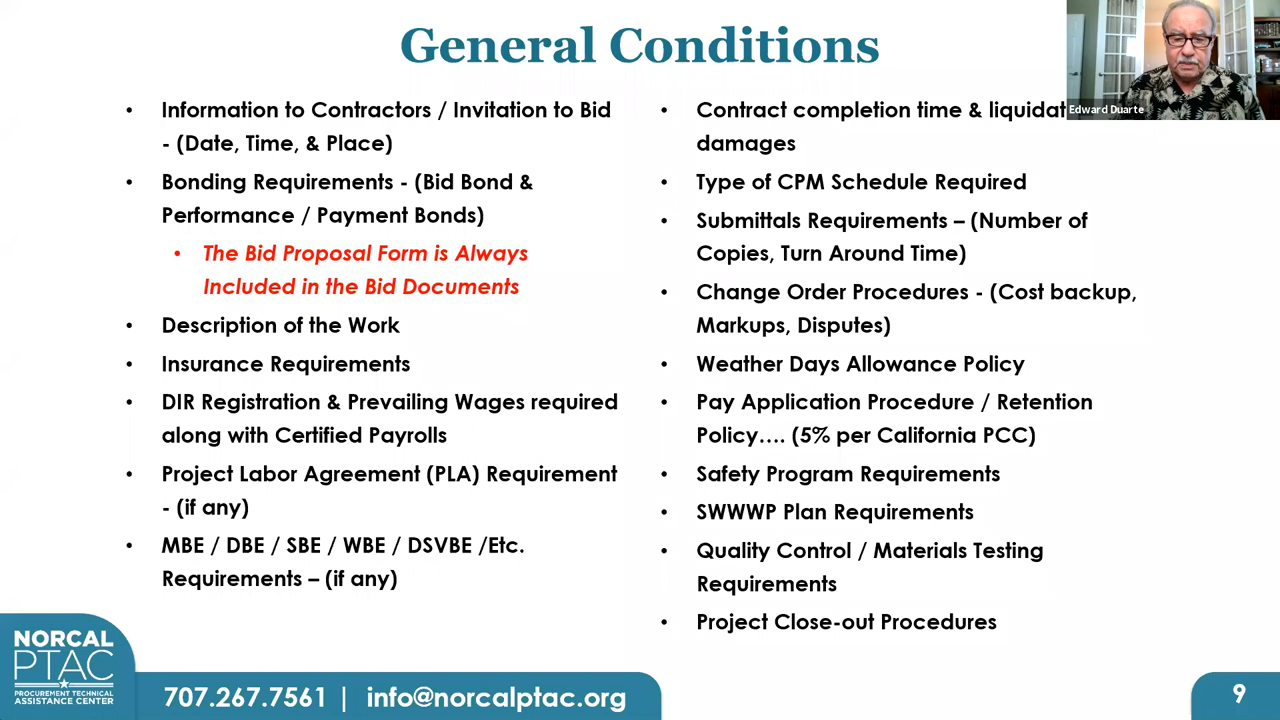 General Conditions
Edward Duarte
• Information to Contractors / Invitation to Bid
- (Date, Time, & Place)
• Bonding Requirements - (Bid Bond &
Performance / Payment Bonds)
• The Bid Proposal Form is Always
Included in the Bid Documents
• Description of the Work
• Insurance Requirements
• DIR Registration & Prevailing Wages required
along with Certified Payrolls
• Project Labor Agreement (PLA) Requirement
- (if any)
• MBE / DBE / SBE / WBE / DSVBE /Etc.
Requirements – (if any)
• Contract completion time &
damages
• Type of CPM Schedule Required
• Submittals Requirements – (Number of
Copies, Turn Around Time)
• Change Order Procedures - (Cost backup,
Markups, Disputes)
• Weather Days Allowance Policy
• Pay Application Procedure / Retention
Policy…. (5% per California PCC)
• Safety Program Requirements
• SWWWP Plan Requirements
• Quality Control / Materials Testing
Requirements
• Project Close-out Procedures
NORCAL
PTAC
PROCUREMENT TECHNICAL
ASSISTANCE CENTER
707.267.7561 | info@norcalptac.org
9